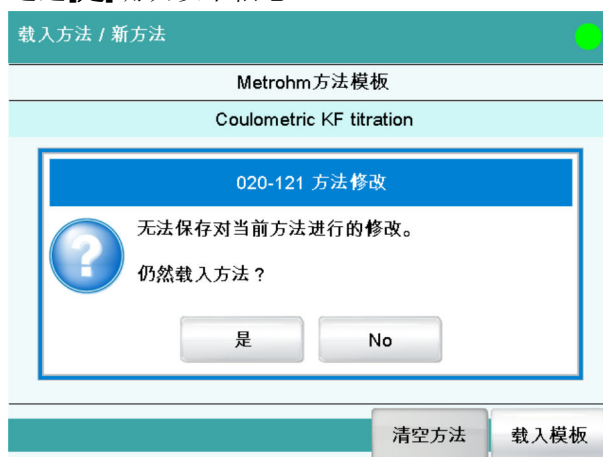 载入方法 / 新方法
Metrohm方法模板
Coulometric KF titration
020-121 方法修改
无法保存对当前方法进行的修改。
仍然载入方法？
是
No
清空方法
载入模板